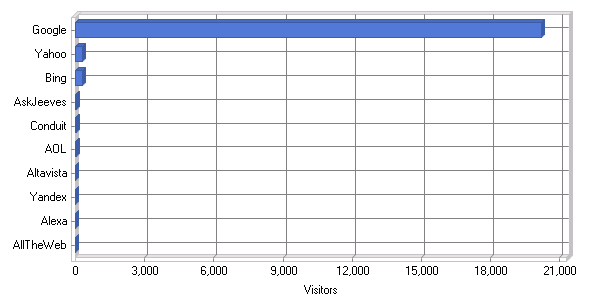 Google
Yahoo
Bing
AskJeeves
Conduit
AOL
Altavista
Yandex
Alexa
AllTheWeb
0 3,000 6,000 9,000 12,000 15,000 18,000 21,000
Visitors